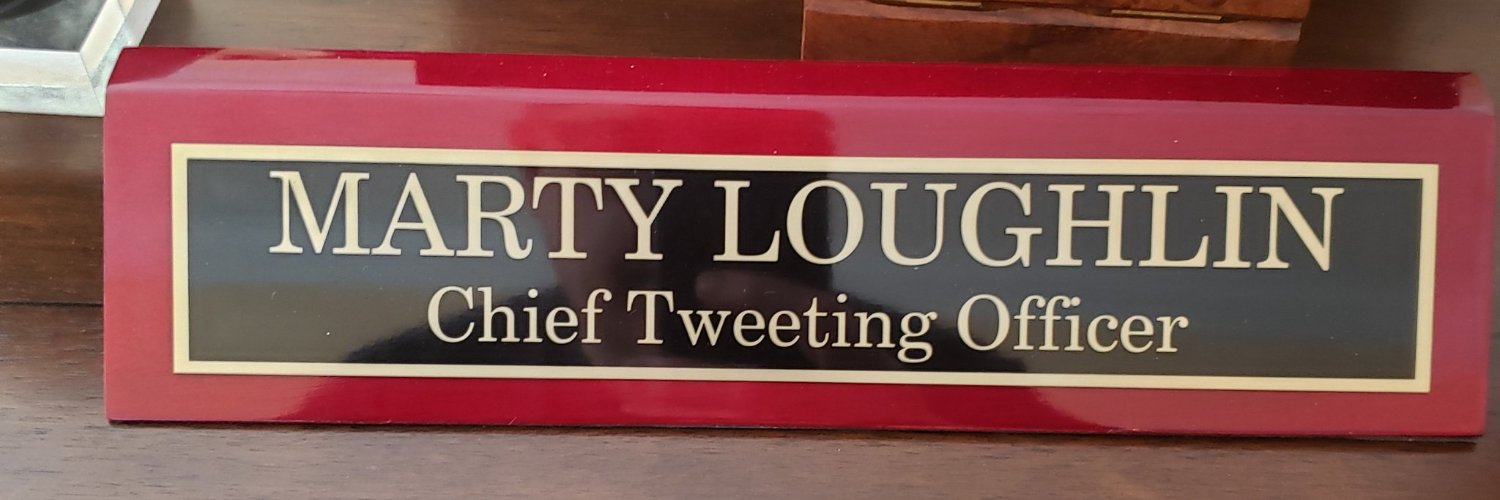 MARTY LOUGHLIN
Chief Tweeting Officer